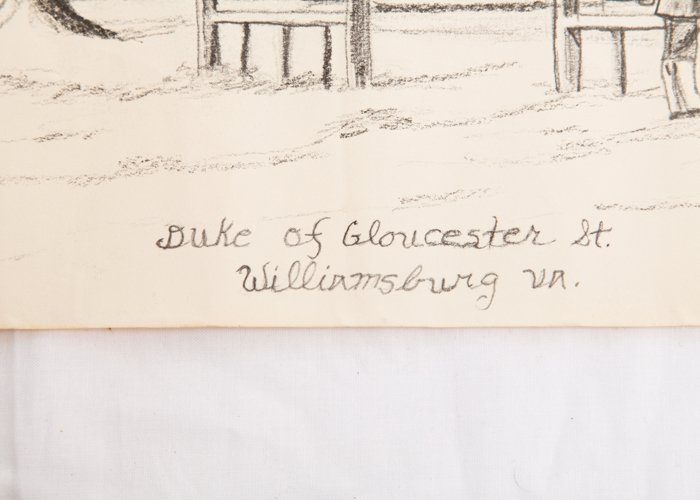 Duke of Gloucester St.
Williamsburg va.